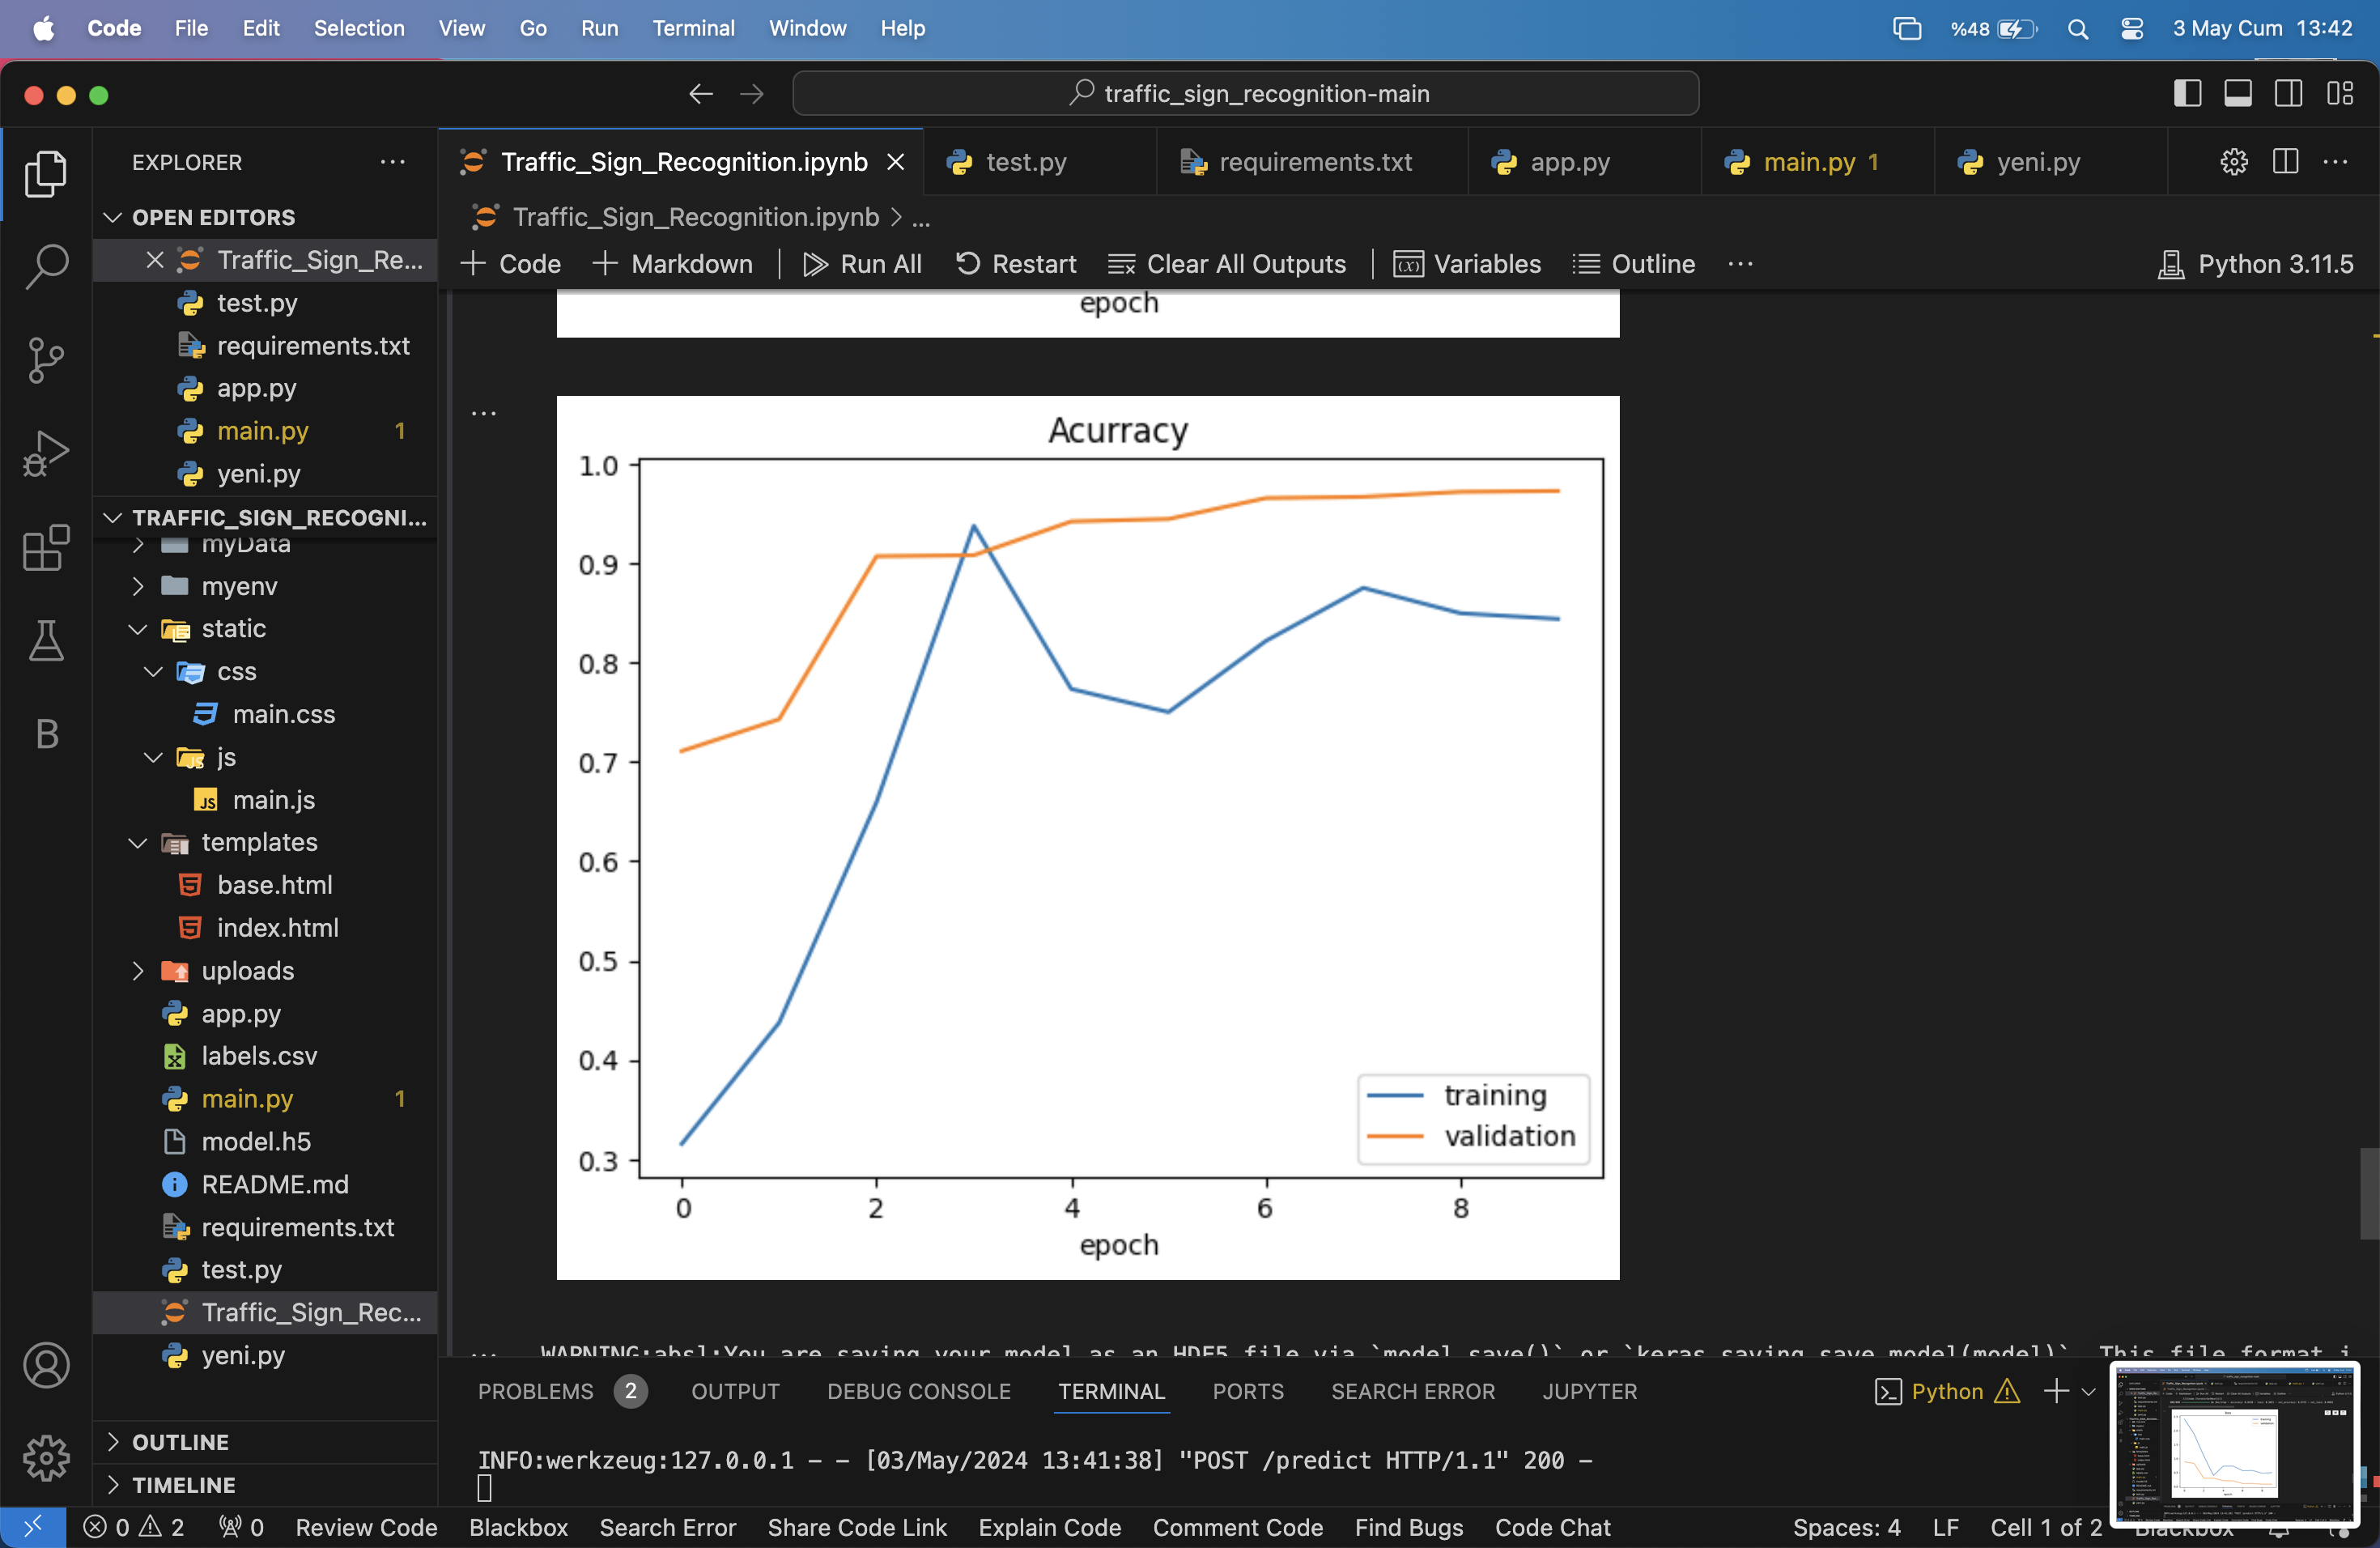 Code File Edit Selection View Go Run Terminal Window Help %48 3 May Cum 13:42
traffic_sign_recognition-main
EXPLORER
Traffic_Sign_Recognition.ipynb test.py requirements.txt app.py main.py 1 yeni.py
OPEN EDITORS
Traffic_Sign_Recognition.ipynb > ...
Traffic_Sign_Re...
Code Markdown Run All Restart Clear All Outputs Variables Outline ... Python 3.11.5
test.py
requirements.txt
app.py
main.py 1
yeni.py
TRAFFIC_SIGN_RECOGNI...
myData
myenv
static
css
main.css
js
main.js
templates
base.html
index.html
uploads
app.py
labels.csv
main.py 1
model.h5
README.md
requirements.txt
test.py
Traffic_Sign_Rec...
yeni.py
OUTLINE
TIMELINE
B
epoch
Acurracy
1.0
0.9
0.8
0.7
0.6
0.5
0.4
0.3
training
validation
0 2 4 6 8
epoch
WARNING:absl:You are saving your model as an HDF5 file via `model.save()` or `keras.saving.save_model(model)`. This file format i
PROBLEMS 2 OUTPUT DEBUG CONSOLE TERMINAL PORTS SEARCH ERROR JUPYTER Python
INFO:werkzeug:127.0.0.1 - - [03/May/2024 13:41:38] "POST /predict HTTP/1.1" 200 -
0 2 0 Review Code Blackbox Search Error Share Code Link Explain Code Comment Code Find Bugs Code Chat Spaces: 4 LF Cell 1 of 2 Blackbox